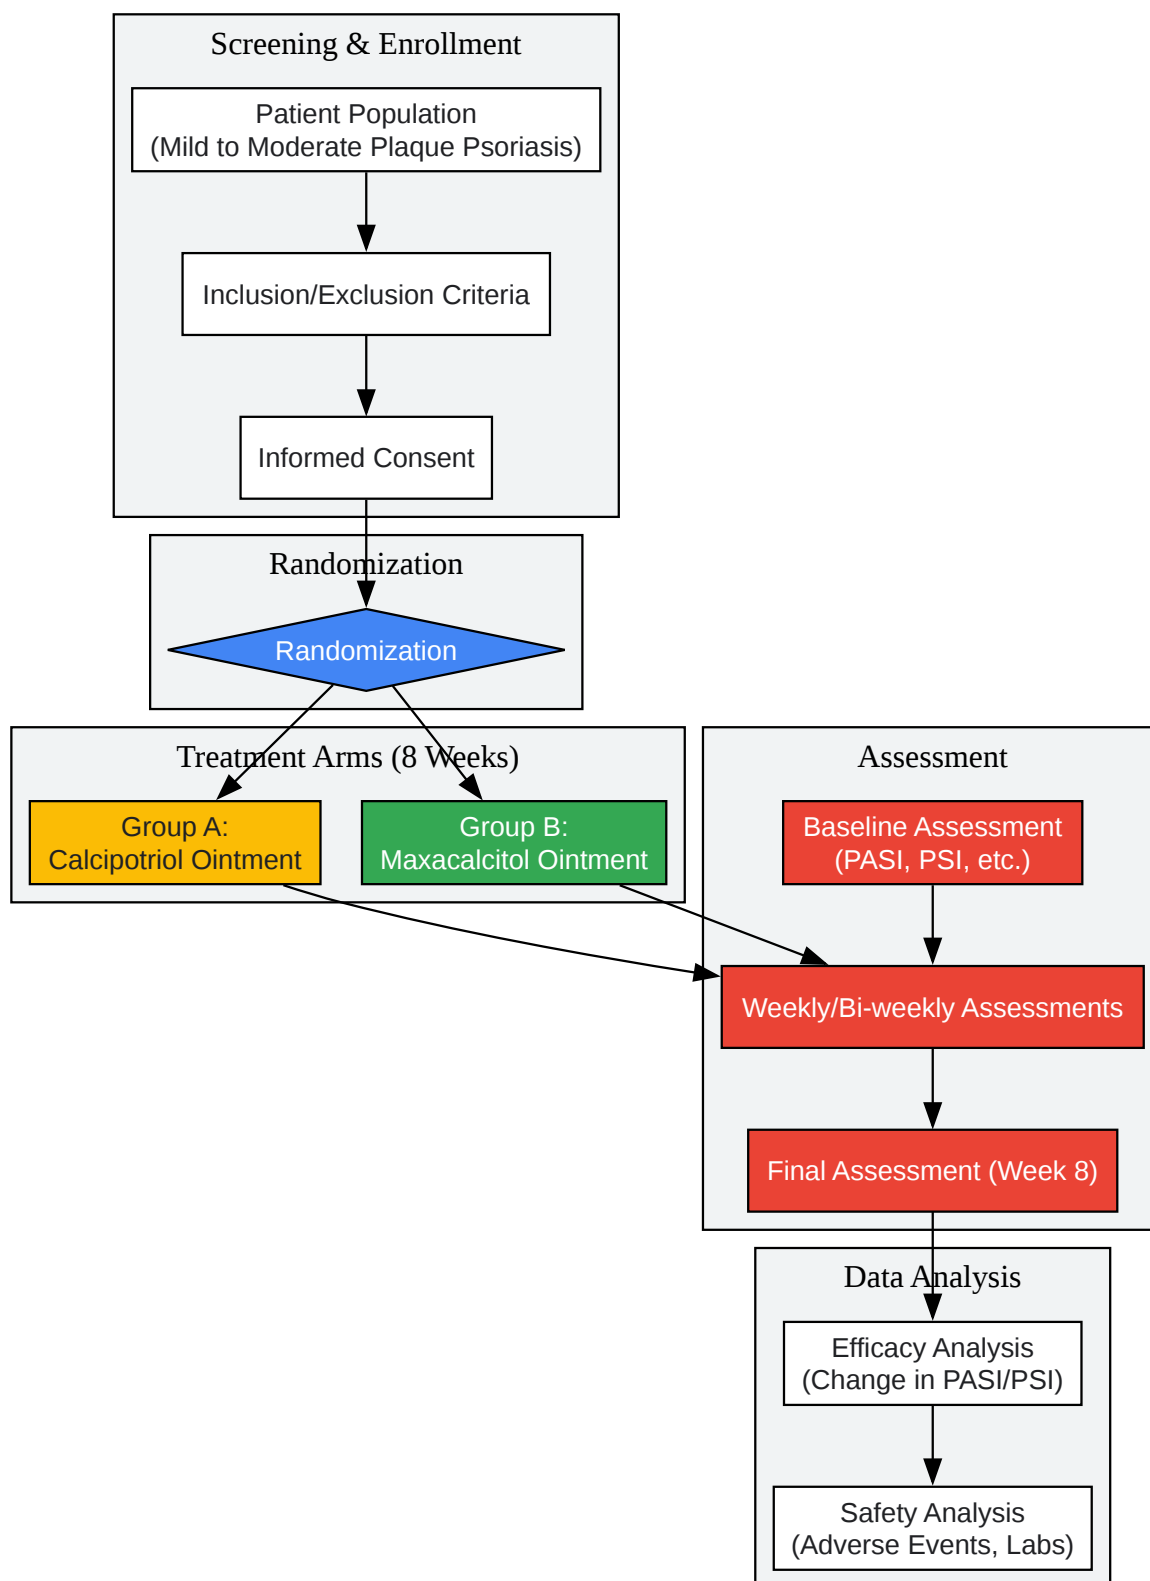 Screening & Enrollment
Patient Population
(Mild to Moderate Plaque Psoriasis)
Inclusion/Exclusion Criteria
Informed Consent
Randomization
Randomization
Treatment Arms (8 Weeks)
Group A:
Calcipotriol Ointment
Group B:
Maxacalcitol Ointment
Assessment
Baseline Assessment
(PASI, PSI, etc.)
Weekly/Bi-weekly Assessments
Final Assessment (Week 8)
Data Analysis
Efficacy Analysis
(Change in PASI/PSI)
Safety Analysis
(Adverse Events, Labs)